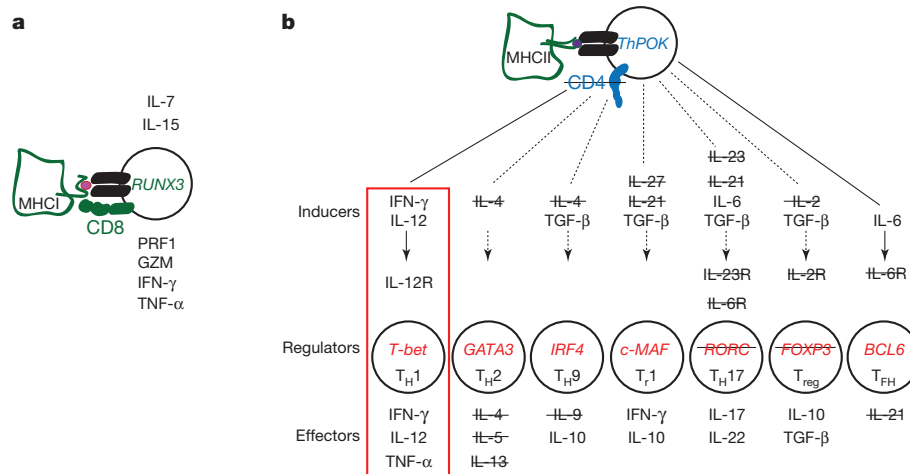 a
IL-7
IL-15
RUNX3
MHCI
CD8
PRF1
GZM
IFN-γ
TNF-α
b
MHCII
ThPOK
CD4
IL-23
IL-27 IL-21
Inducers IFN-γ IL-4 IL-4 IL-21 IL-6 IL-2
IL-12 TGF-β TGF-β TGF-β TGF-β IL-6
IL-12R IL-23R IL-2R IL-6R
IL-6R
Regulators T-bet GATA3 IRF4 c-MAF RORC FOXP3 BCL6
TH1 TH2 TH9 Tr1 TH17 Treg TFH
IFN-γ IL-4 IL-9 IFN-γ IL-17 IL-10 IL-21
Effectors IL-12 IL-5 IL-10 IL-10 IL-22 TGF-β
TNF-α IL-13